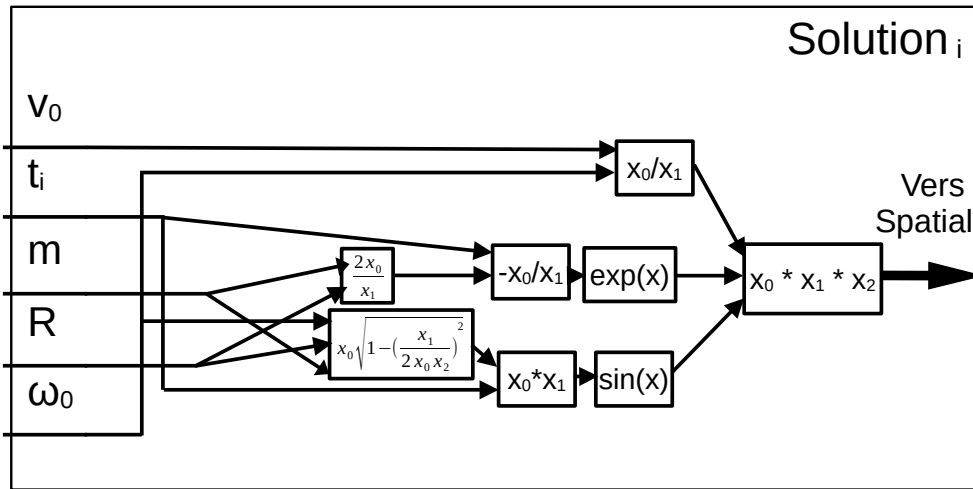 Solution i
v₀
tᵢ
m
R
ω₀
x₀/x₁
2x₀/x₁
-x₀/x₁
exp(x)
x₀√(1−(x₁/(2x₀x₂))²)
x₀*x₁
sin(x)
x₀ * x₁ * x₂
Vers
Spatial